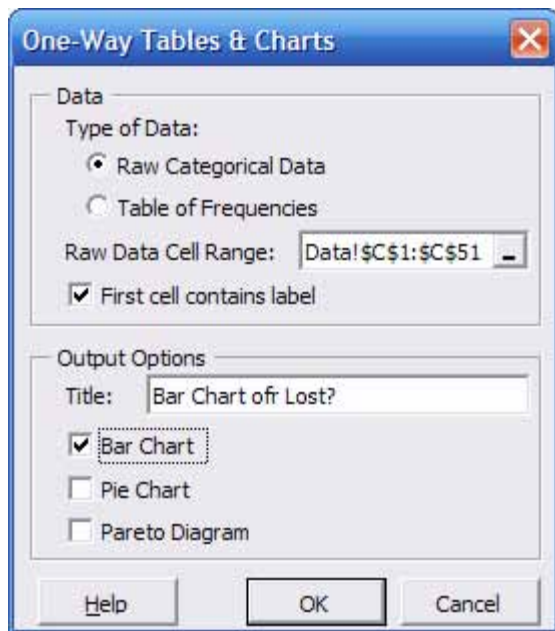 One-Way Tables & Charts
Data
Type of Data:
Raw Categorical Data
Table of Frequencies
Raw Data Cell Range: Data!$C$1:$C$51
First cell contains label
Output Options
Title: Bar Chart ofr Lost?
Bar Chart
Pie Chart
Pareto Diagram
Help OK Cancel